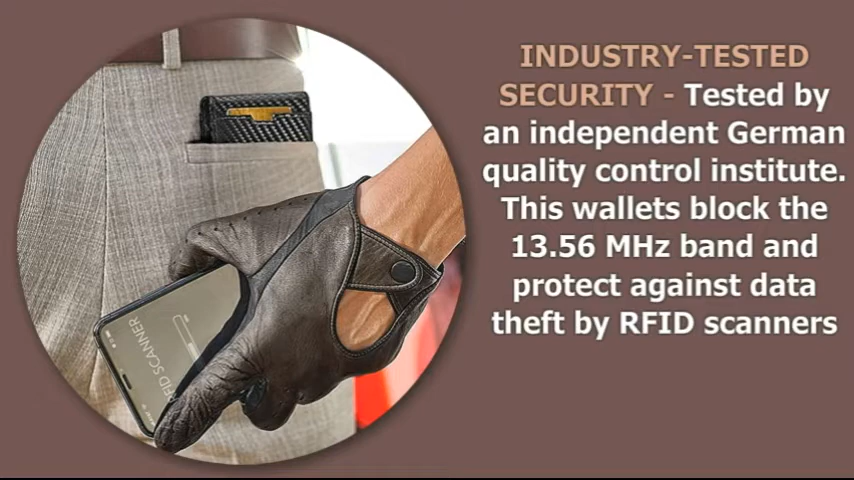 INDUSTRY-TESTED
SECURITY - Tested by
an independent German
quality control institute.
This wallets block the
13.56 MHz band and
protect against data
theft by RFID scanners
RFID SCANNER